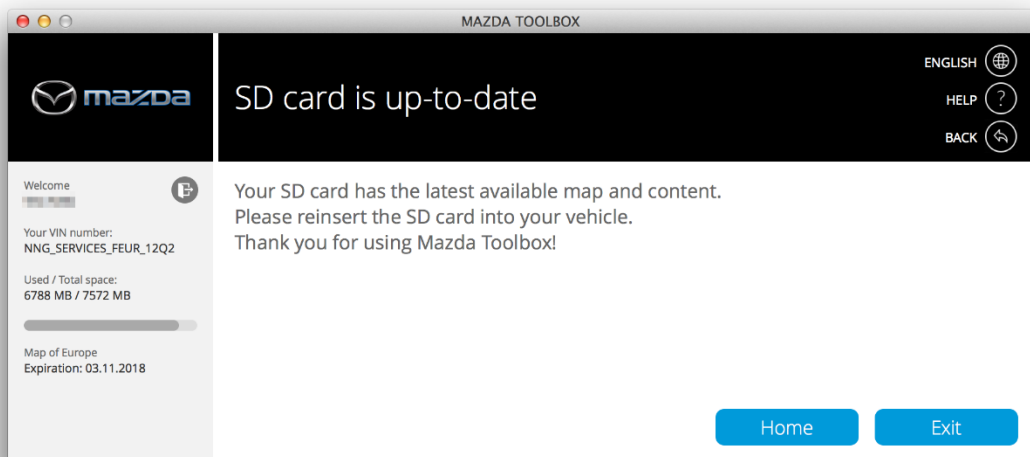 MAZDA TOOLBOX
mazda
SD card is up-to-date
ENGLISH
HELP
?
BACK
Welcome
Your VIN number:
NNG_SERVICES_FEUR_12Q2
Used / Total space:
6788 MB / 7572 MB
Map of Europe
Expiration: 03.11.2018
Your SD card has the latest available map and content.
Please reinsert the SD card into your vehicle.
Thank you for using Mazda Toolbox!
Home
Exit